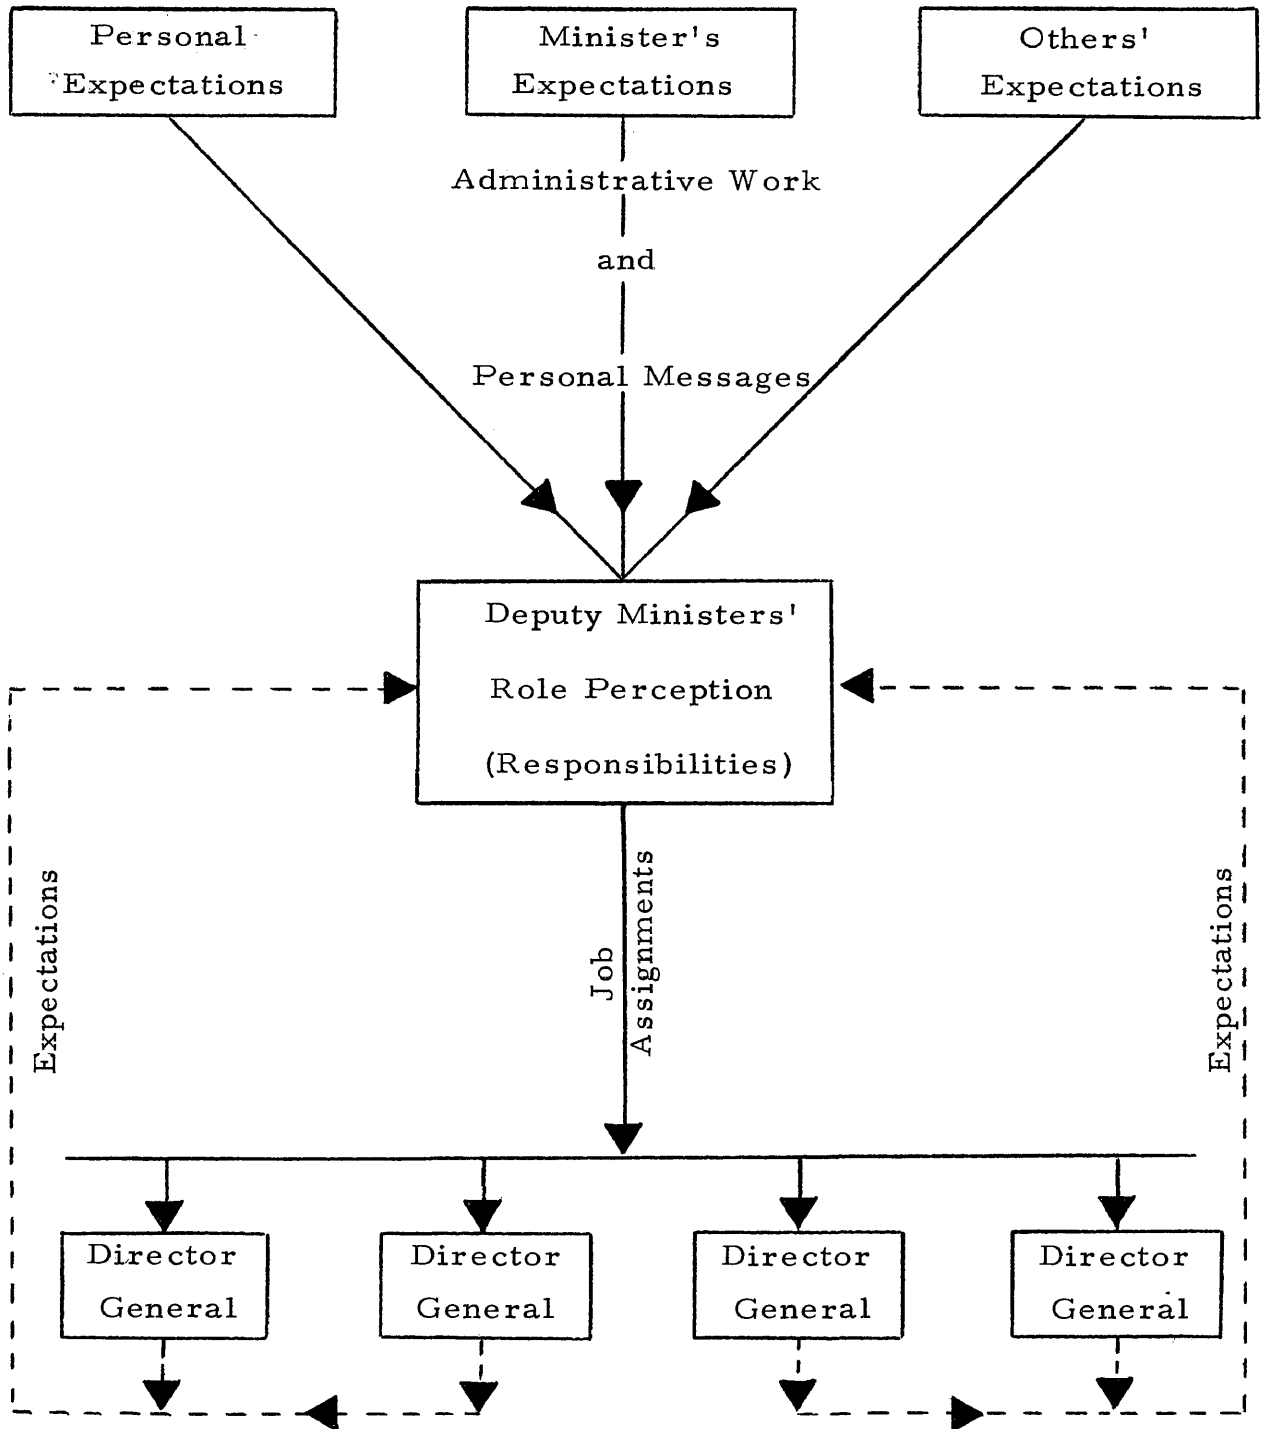 Personal
Expectations
Minister's
Expectations
Others'
Expectations
Administrative Work
and
Personal Messages
Deputy Ministers'
Role Perception
(Responsibilities)
Expectations
Job
Assignments
Expectations
Director
General
Director
General
Director
General
Director
General